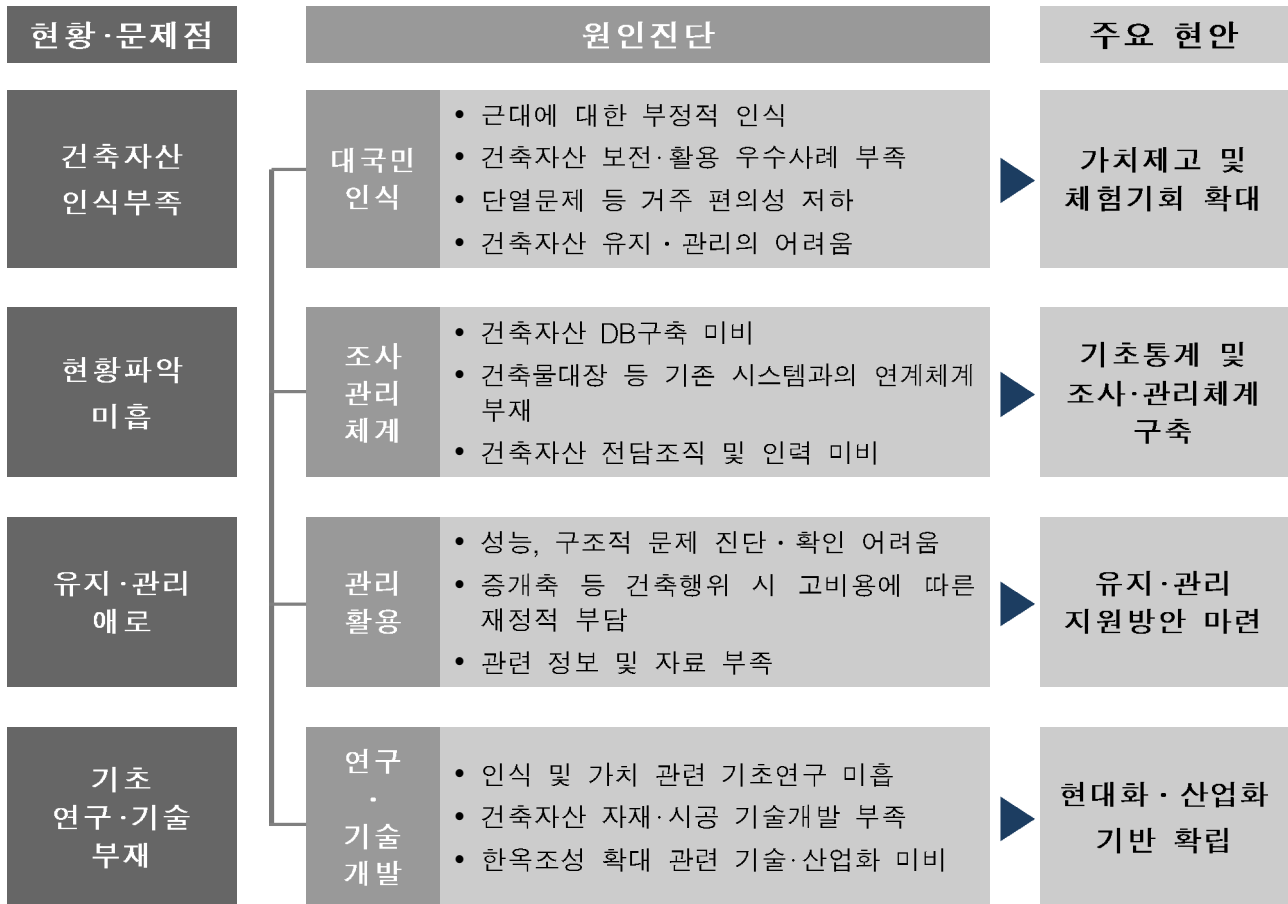 현황·문제점
원인진단
주요 현안
건축자산
인식부족
대국민
인식
• 근대에 대한 부정적 인식
• 건축자산 보전·활용 우수사례 부족
• 단열문제 등 거주 편의성 저하
• 건축자산 유지·관리의 어려움
가치제고 및
체험기회 확대
현황파악
미흡
조사
관리
체계
• 건축자산 DB구축 미비
• 건축물대장 등 기존 시스템과의 연계체계
부재
• 건축자산 전담조직 및 인력 미비
기초통계 및
조사·관리체계
구축
유지·관리
애로
관리
활용
• 성능, 구조적 문제 진단·확인 어려움
• 증개축 등 건축행위 시 고비용에 따른
재정적 부담
• 관련 정보 및 자료 부족
유지·관리
지원방안 마련
기초
연구·기술
부재
연구
·
기술
개발
• 인식 및 가치 관련 기초연구 미흡
• 건축자산 자재·시공 기술개발 부족
• 한옥조성 확대 관련 기술·산업화 미비
현대화·산업화
기반 확립